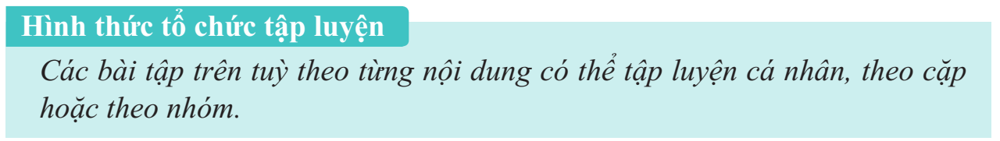 Hình thức tổ chức tập luyện
Các bài tập trên tuỳ theo từng nội dung có thể tập luyện cá nhân, theo cặp
hoặc theo nhóm.